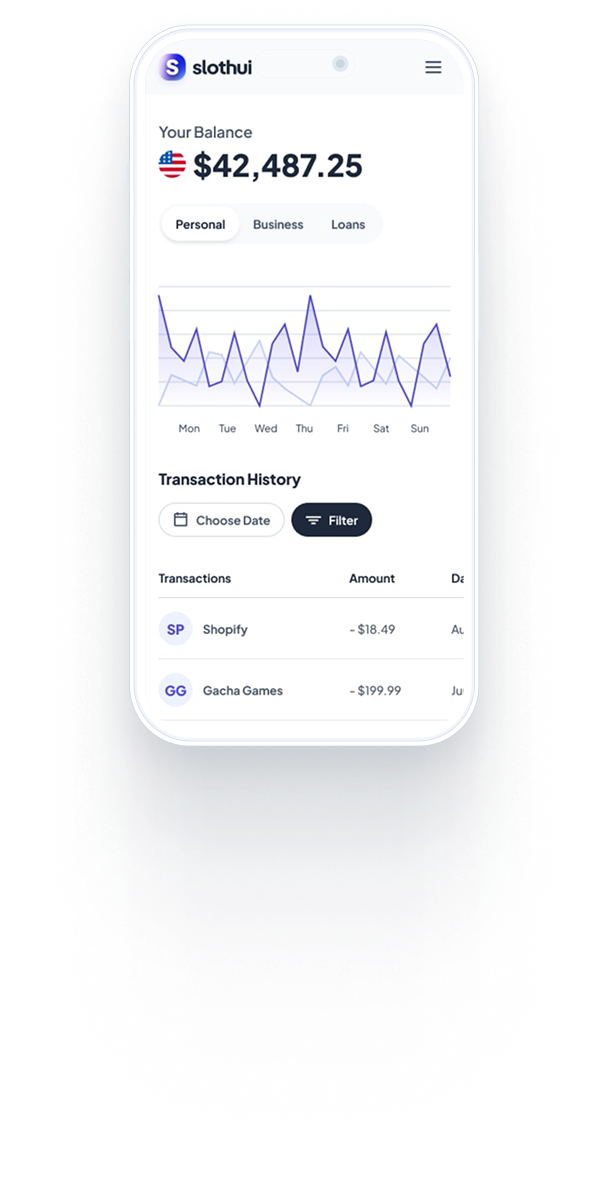 S slothui
Your Balance
$42,487.25
Personal Business Loans
Mon Tue Wed Thu Fri Sat Sun
Transaction History
Choose Date Filter
Transactions Amount Da
SP Shopify - $18.49 Au
GG Gacha Games - $199.99 Ju